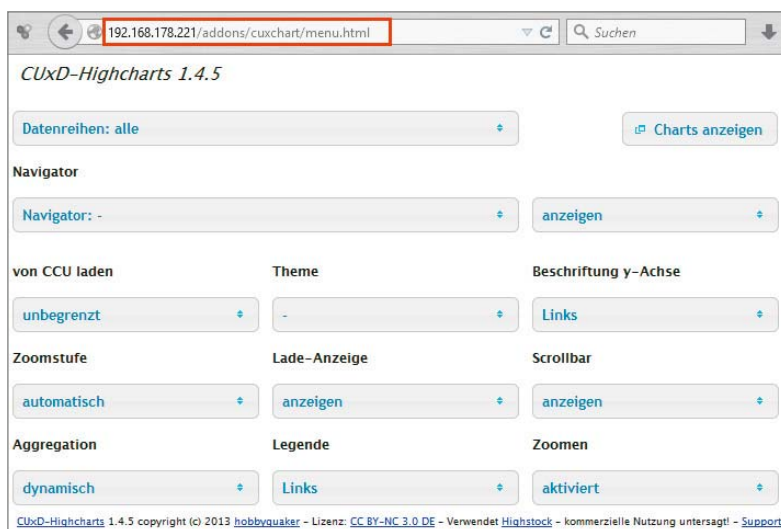 192.168.178.221/addons/cuxchart/menu.html
Suchen
CUxD-Highcharts 1.4.5
Datenreihen: alle
Charts anzeigen
Navigator
Navigator: -
anzeigen
von CCU laden
Theme
Beschriftung y-Achse
unbegrenzt
-
Links
Zoomstufe
Lade-Anzeige
Scrollbar
automatisch
anzeigen
anzeigen
Aggregation
Legende
Zoomen
dynamisch
Links
aktiviert
CUxD-Highcharts 1.4.5 copyright (c) 2013 hobbyquaker - Lizenz: CC BY-NC 3.0 DE - Verwendet Highstock - kommerzielle Nutzung untersagt! - Support